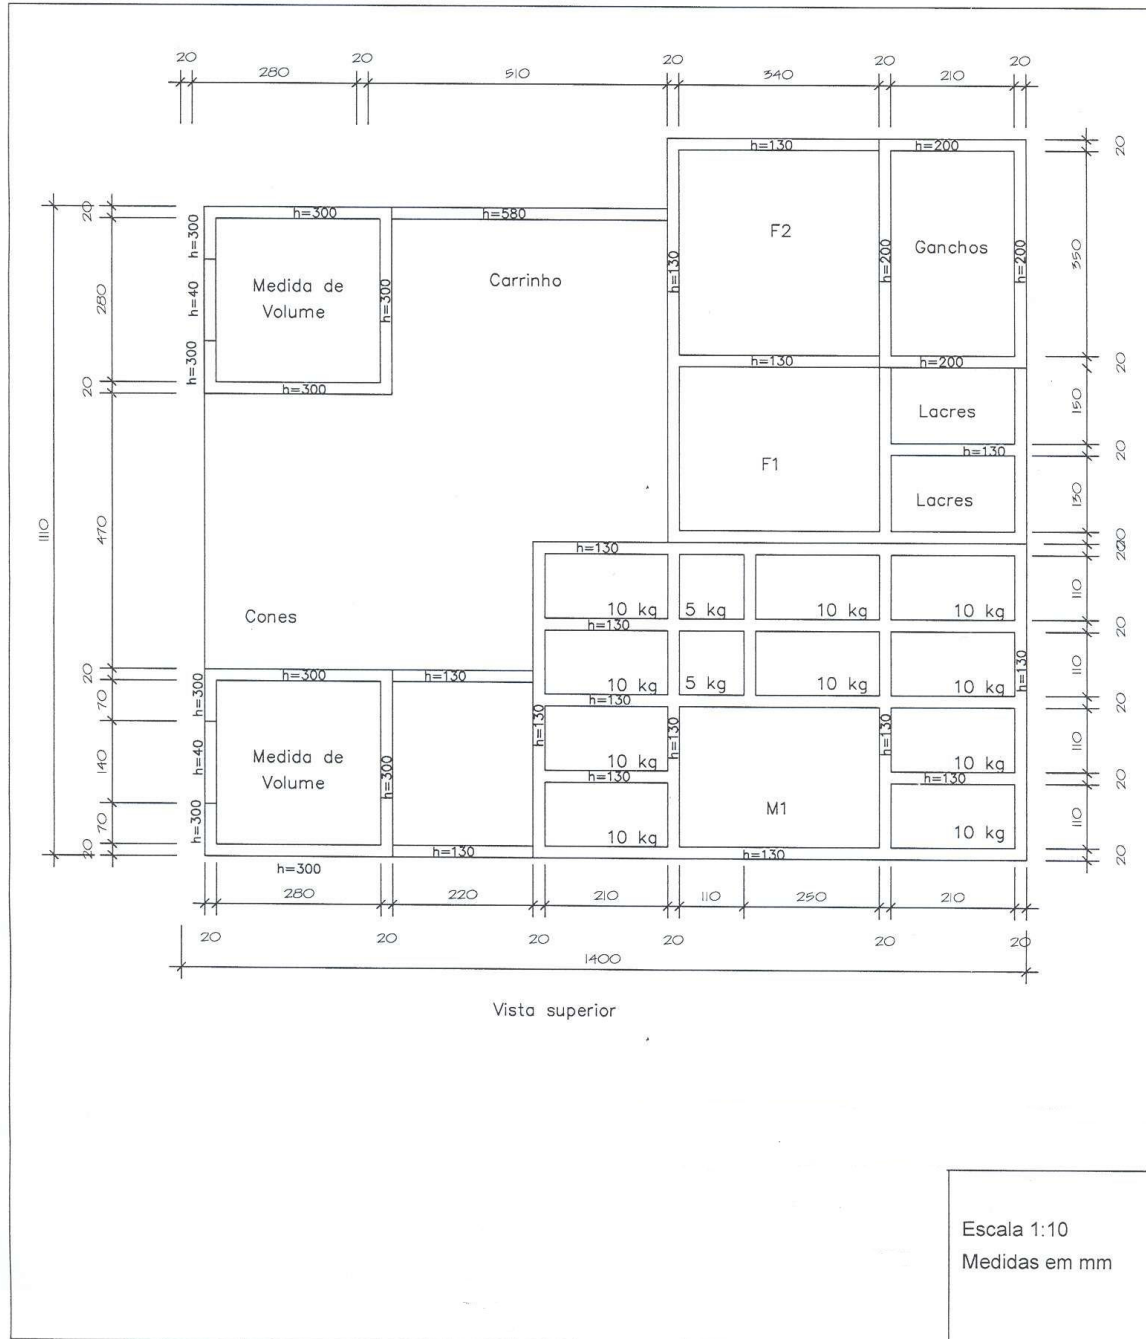 20
20
20
20
20
280
510
340
210
h=130
h=200
20
20
h=300
h=580
h=300
F2
350
Ganchos
h=130
h=200
h=200
Carrinho
Medida de
Volume
280
h=40
h=300
h=300
h=130
h=200
20
20
h=300
150
Lacres
20
h=130
F1
Lacres
130
1110
470
20
h=130
20
110
Cones
10 kg
5 kg
10 kg
10 kg
h=130
20
20
h=300
h=130
h=300
70
10 kg
5 kg
10 kg
10 kg
110
h=130
h=130
20
h=130
h=130
h=130
110
140
h=40
Medida de
Volume
h=300
10 kg
10 kg
h=130
h=130
20
M1
70
h=300
10 kg
10 kg
110
20
h=130
h=130
20
h=300
280
220
210
110
250
210
20
20
20
20
20
20
1400
Vista superior
Escala 1:10
Medidas em mm